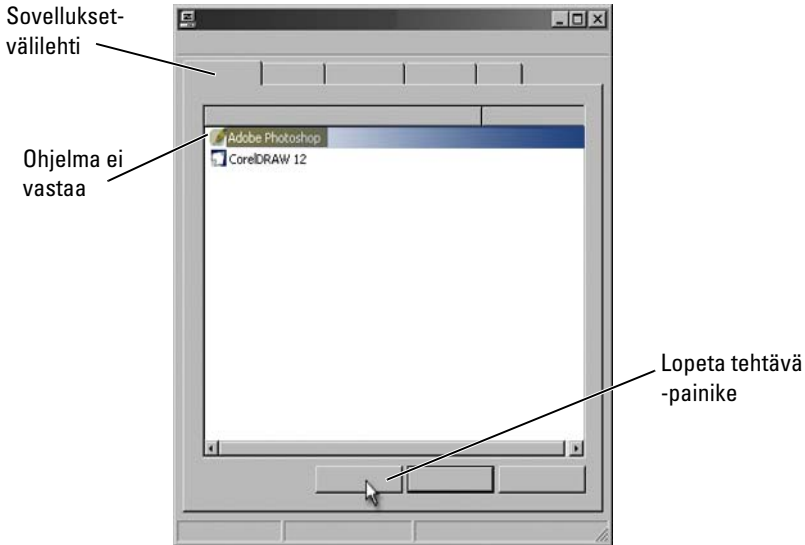 Sovellukset-
välilehti
Adobe Photoshop
CorelDRAW 12
Ohjelma ei
vastaa
Lopeta tehtävä
-painike